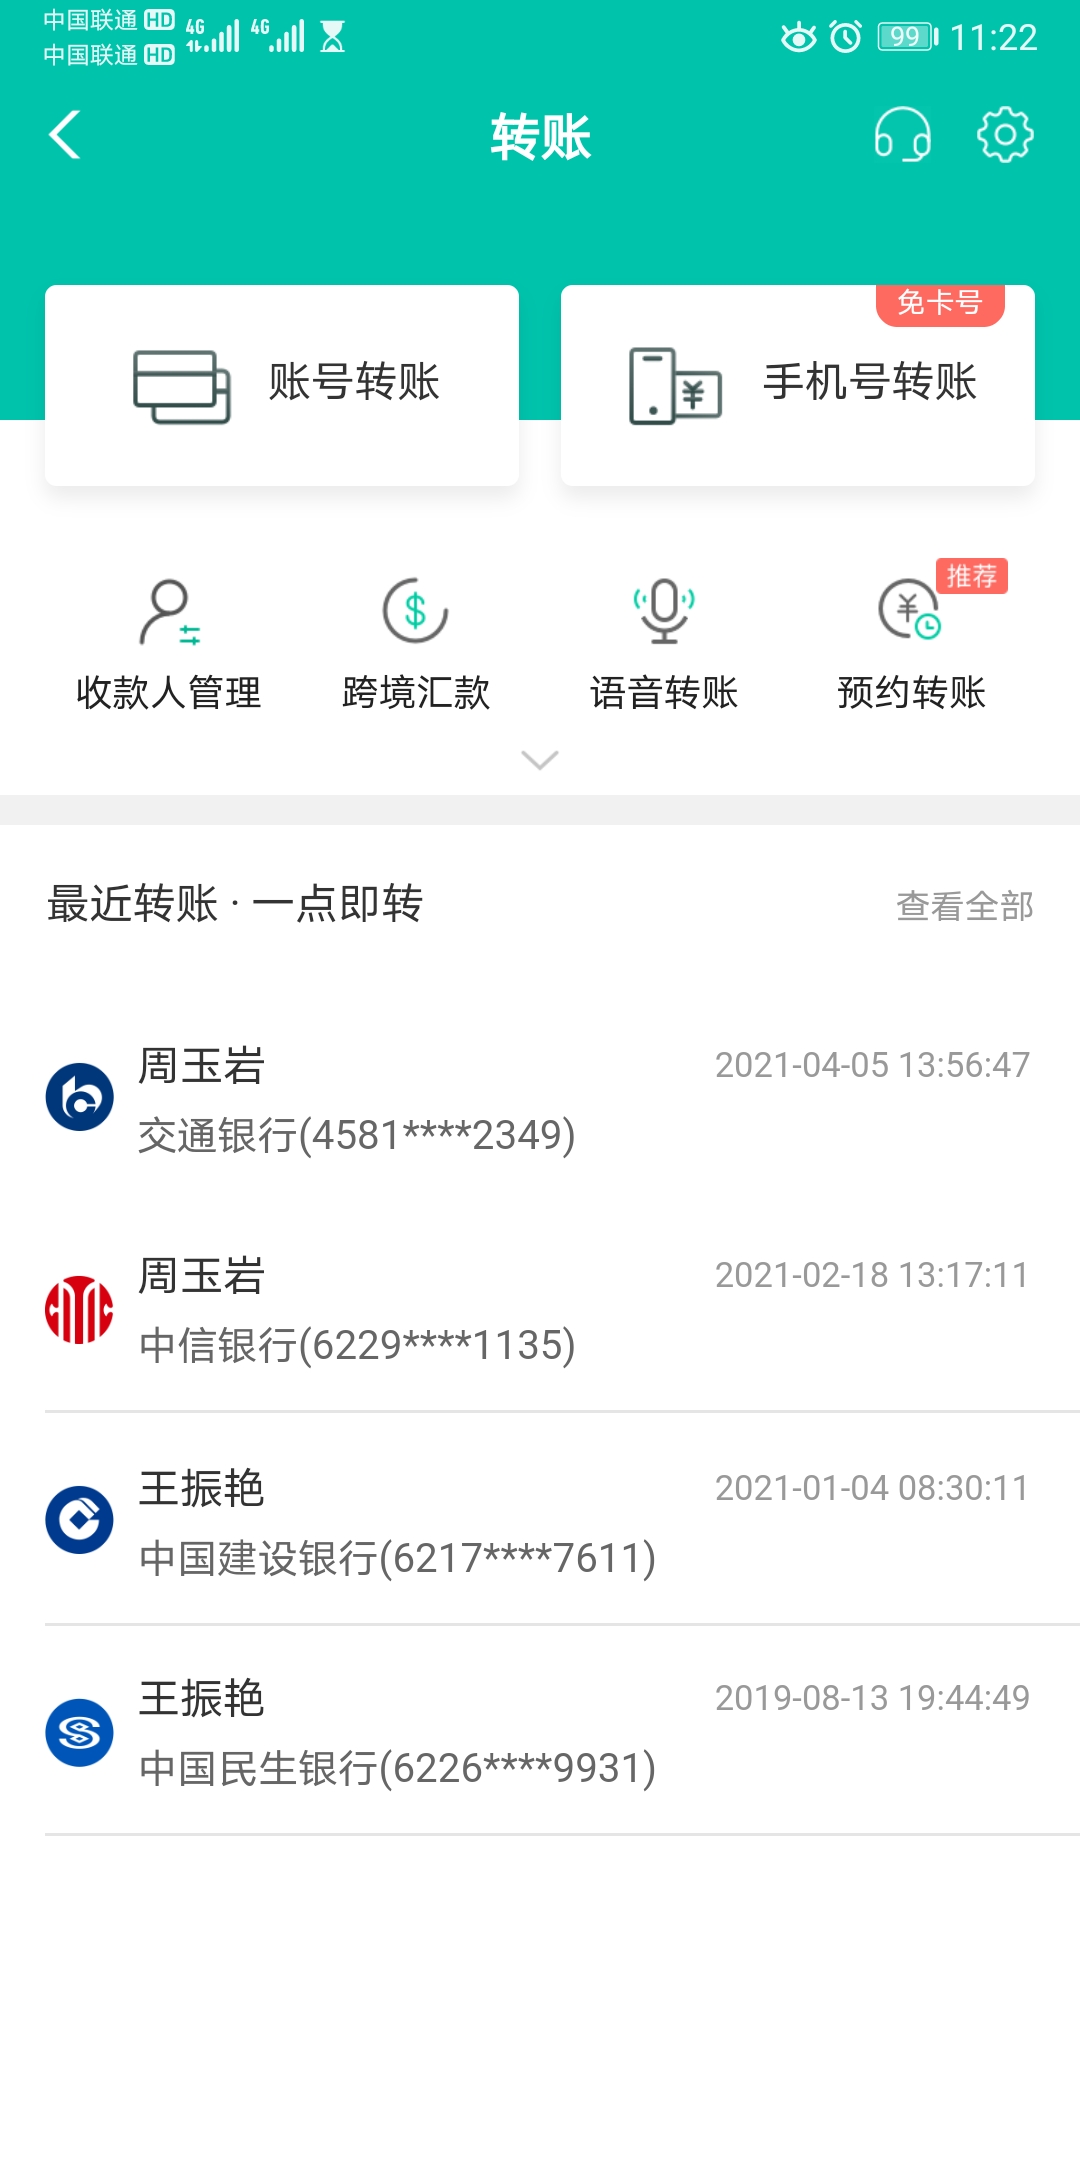 中国联通 HD 4G 4G 99 11:22
中国联通 HD
转账
免卡号
账号转账 手机号转账
推荐
收款人管理 跨境汇款 语音转账 预约转账
最近转账 · 一点即转 查看全部
周玉岩 2021-04-05 13:56:47
交通银行(4581****2349)
周玉岩 2021-02-18 13:17:11
中信银行(6229****1135)
王振艳 2021-01-04 08:30:11
中国建设银行(6217****7611)
王振艳 2019-08-13 19:44:49
中国民生银行(6226****9931)